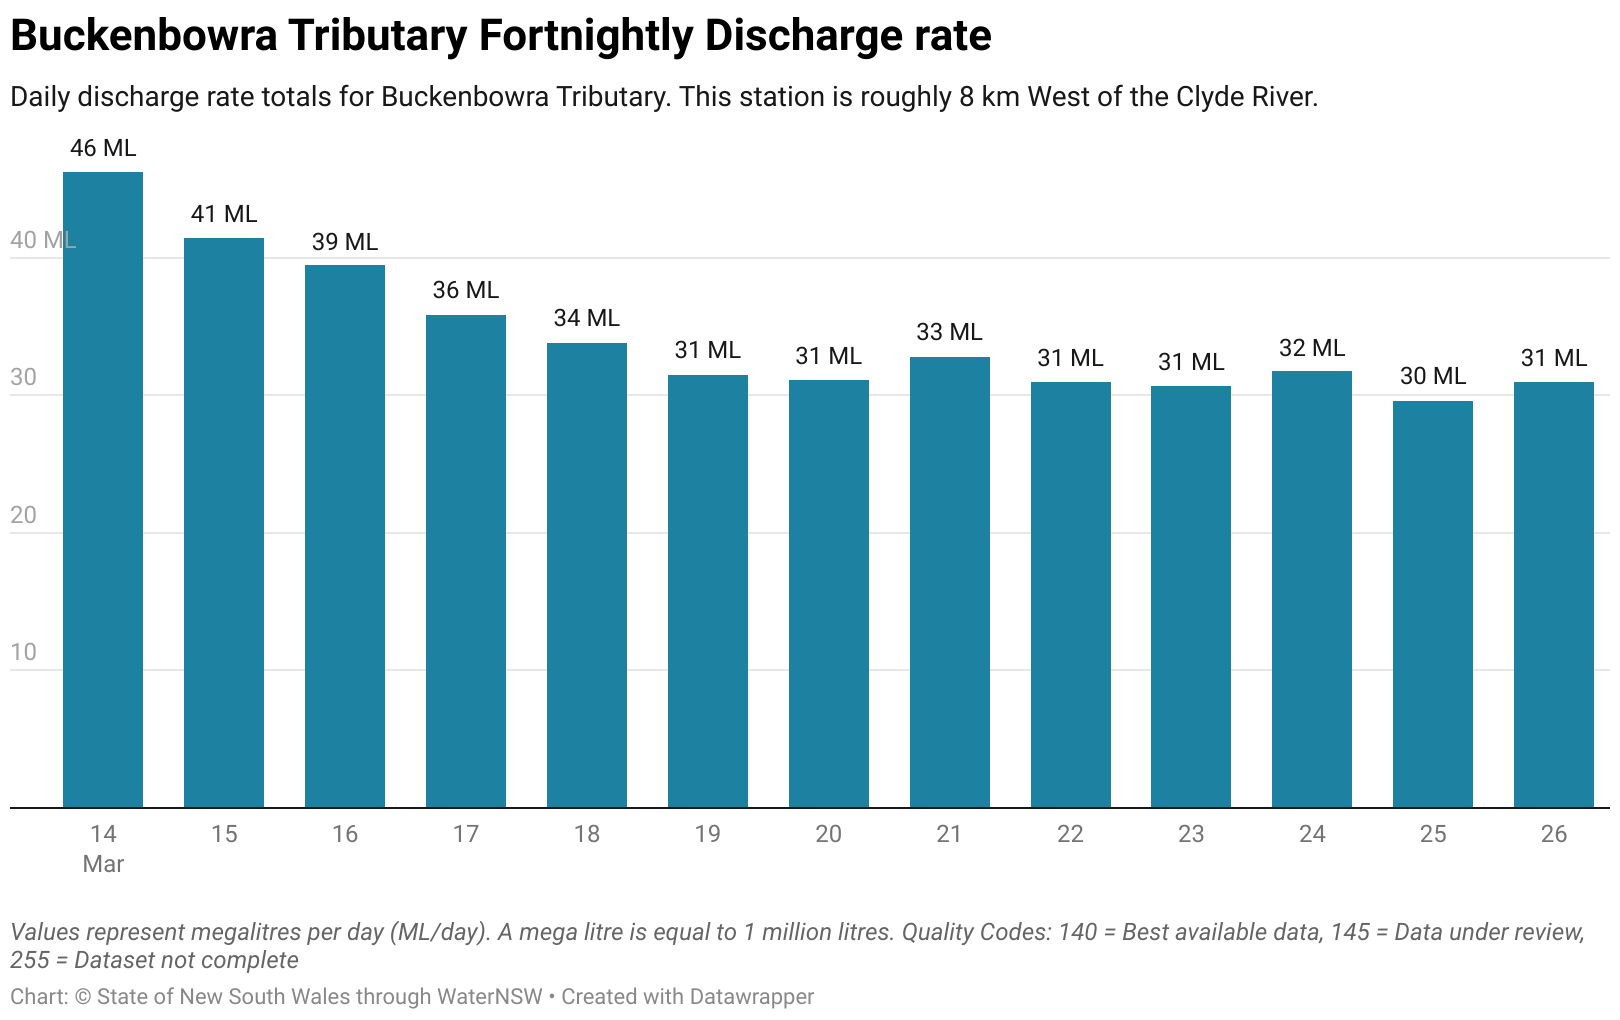 Buckenbowra Tributary Fortnightly Discharge rate
Daily discharge rate totals for Buckenbowra Tributary. This station is roughly 8 km West of the Clyde River.
46 ML
41 ML
39 ML
36 ML
34 ML
31 ML
31 ML
33 ML
31 ML
31 ML
32 ML
30 ML
31 ML
40 ML
30
20
10
14 15 16 17 18 19 20 21 22 23 24 25 26
Mar
Values represent megalitres per day (ML/day). A mega litre is equal to 1 million litres. Quality Codes: 140 = Best available data, 145 = Data under review,
255 = Dataset not complete
Chart: © State of New South Wales through WaterNSW • Created with Datawrapper